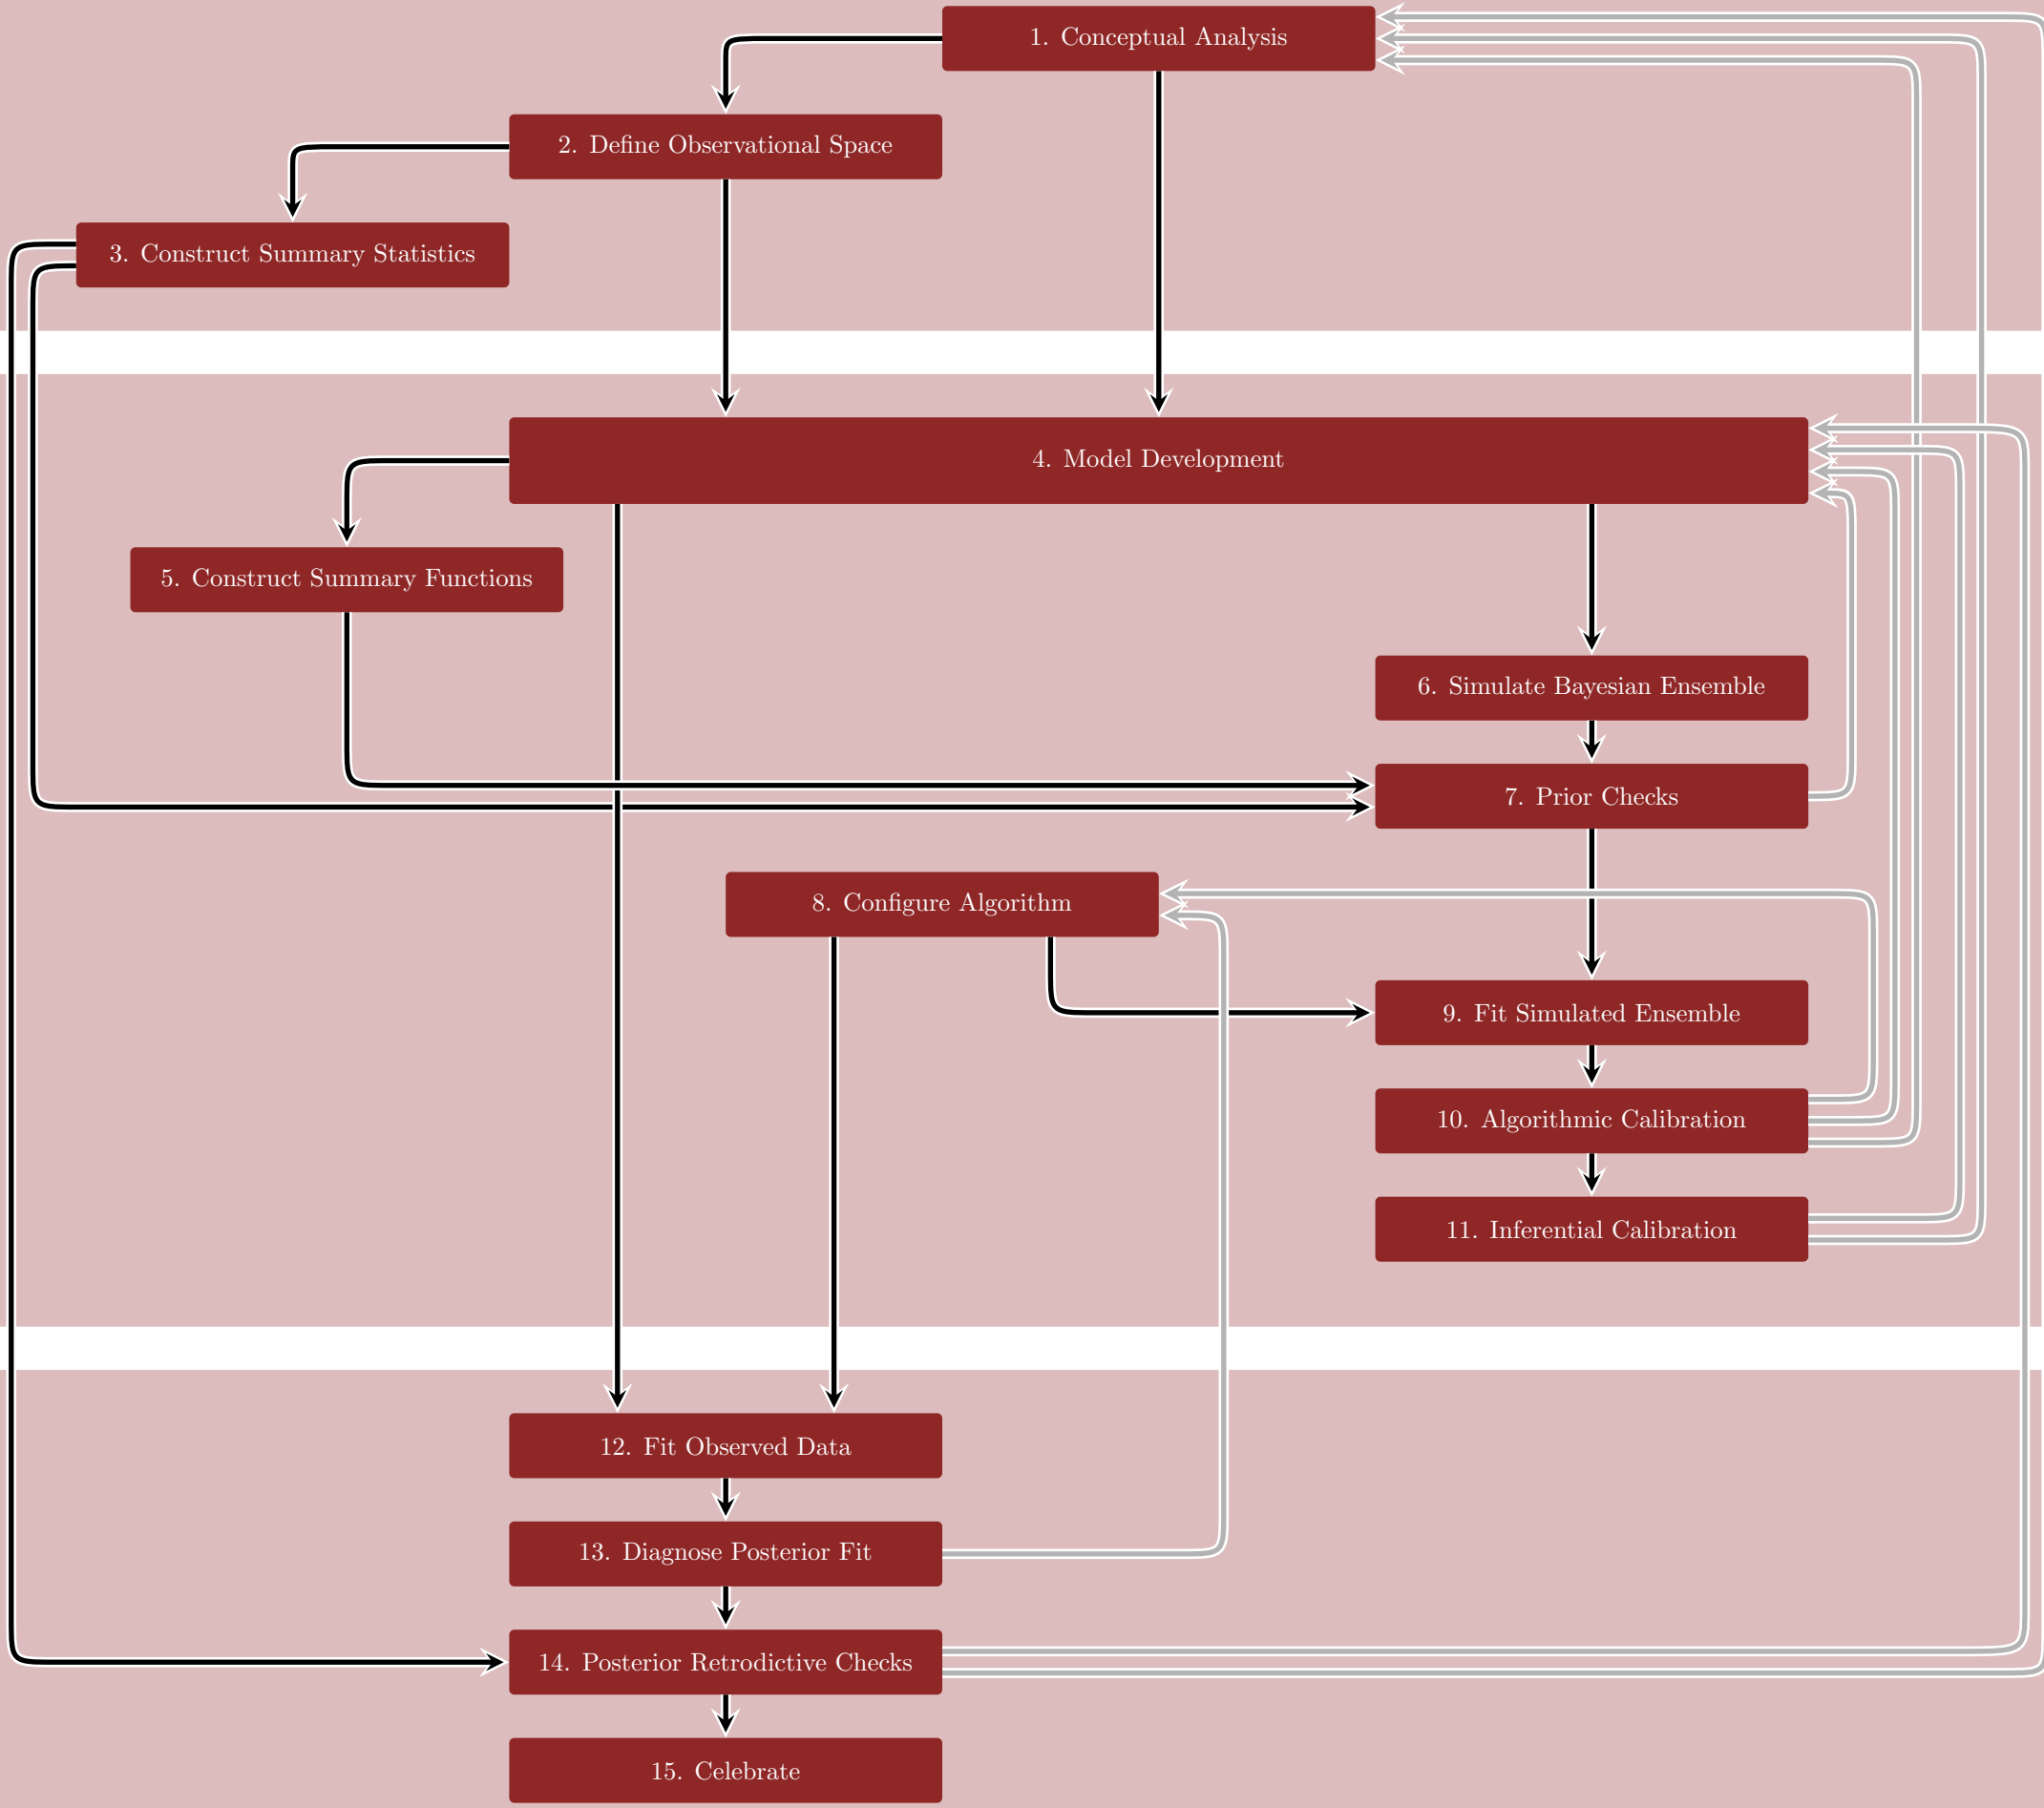 1. Conceptual Analysis
2. Define Observational Space
3. Construct Summary Statistics
4. Model Development
5. Construct Summary Functions
6. Simulate Bayesian Ensemble
7. Prior Checks
8. Configure Algorithm
9. Fit Simulated Ensemble
10. Algorithmic Calibration
11. Inferential Calibration
12. Fit Observed Data
13. Diagnose Posterior Fit
14. Posterior Retrodictive Checks
15. Celebrate